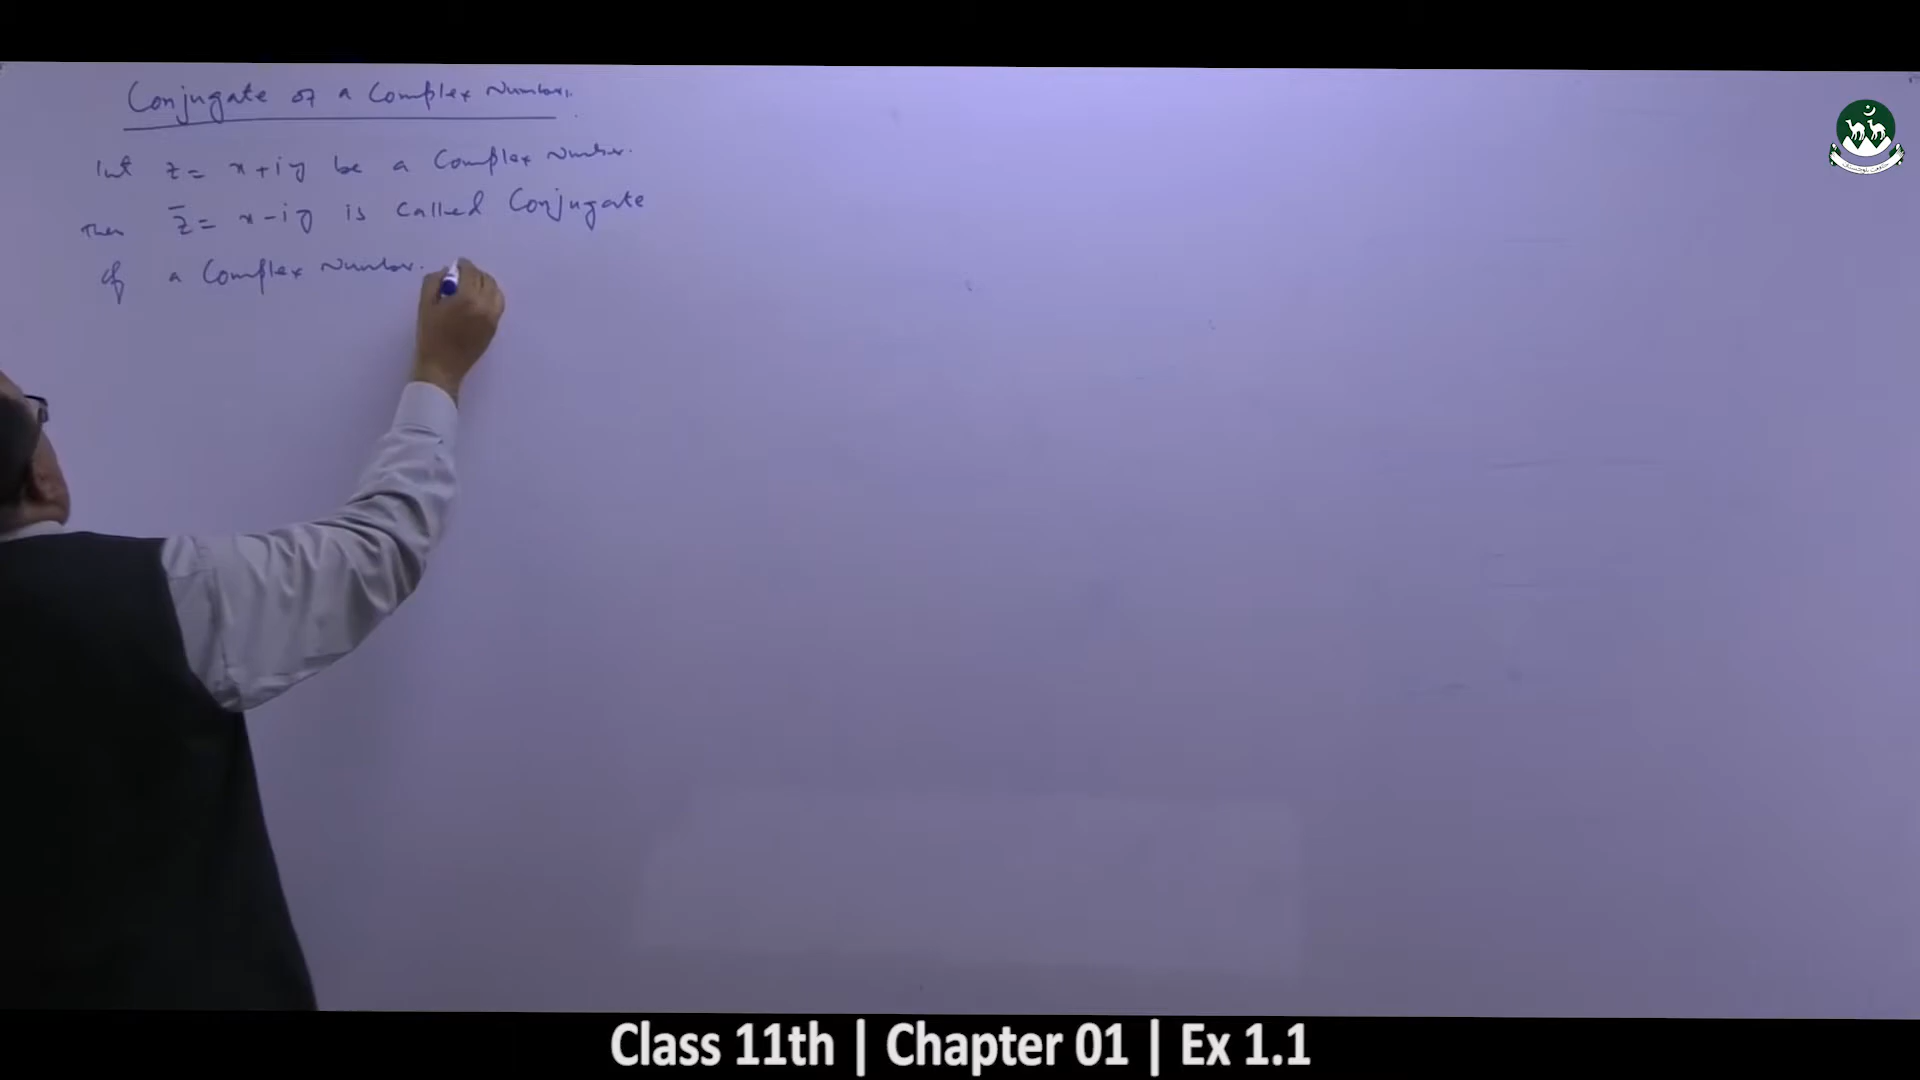 Conjugate of a Complex Number.
Let z = x + iy be a Complex Number.
Then z̅ = x - iy is called Conjugate
of a Complex Number.
Class 11th | Chapter 01 | Ex 1.1